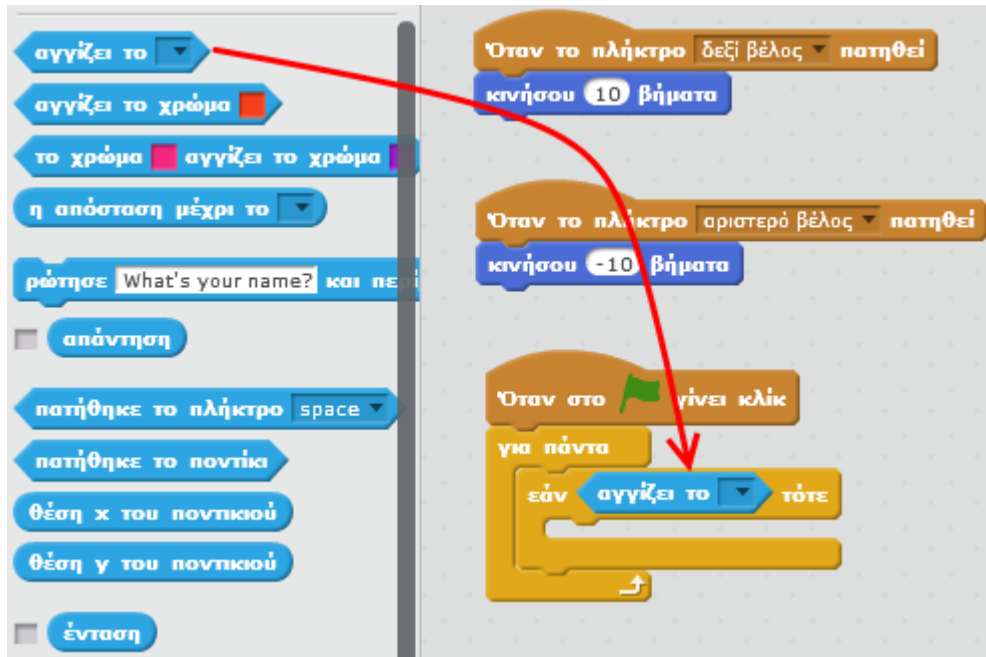 αγγίζει το
αγγίζει το χρώμα
το χρώμα αγγίζει το χρώμα
η απόσταση μέχρι το
ρώτησε What's your name? και
απάντηση
πατήθηκε το πλήκτρο space
πατήθηκε το ποντίκι
θέση x του ποντικιού
θέση y του ποντικιού
ένταση
Όταν το πλήκτρο δεξί βέλος πατηθεί
κινήσου 10 βήματα
Όταν το πλήκτρο αριστερό βέλος πατηθεί
κινήσου -10 βήματα
Όταν στο γίνει κλίκ
για πάντα
εάν αγγίζει το τότε